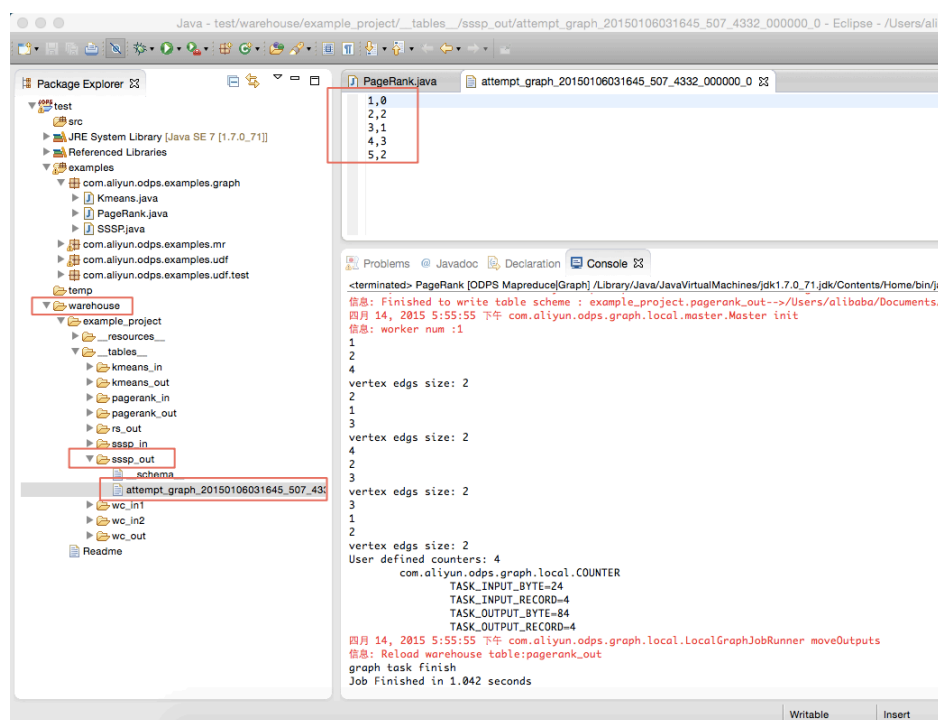 Java - test/warehouse/example_project/__tables__/sssp_out/attempt_graph_20150106031645_507_4332_000000_0 - Eclipse - /Users/ali
Package Explorer
test
src
JRE System Library [Java SE 7 [1.7.0_71]]
Referenced Libraries
examples
com.aliyun.odps.examples.graph
Kmeans.java
PageRank.java
SSSP.java
com.aliyun.odps.examples.mr
com.aliyun.odps.examples.udf
com.aliyun.odps.examples.udf.test
temp
warehouse
example_project
__resources__
__tables__
kmeans_in
kmeans_out
pagerank_in
pagerank_out
rs_out
sssp_in
sssp_out
__schema__
attempt_graph_20150106031645_507_433
wc_in1
wc_in2
wc_out
Readme
PageRank.java attempt_graph_20150106031645_507_4332_000000_0
1,0
2,2
3,1
4,3
5,2
Problems @ Javadoc Declaration Console
<terminated> PageRank [ODPS Mapreduce|Graph] /Library/Java/JavaVirtualMachines/jdk1.7.0_71.jdk/Contents/Home/bin/ja
信息: Finished to write table scheme : example_project.pagerank_out-->/Users/alibaba/Documents/
四月 14, 2015 5:55:55 下午 com.aliyun.odps.graph.local.master.Master init
信息: worker num :1
1
2
4
vertex edgs size: 2
2
1
3
vertex edgs size: 2
4
2
3
vertex edgs size: 2
3
1
2
vertex edgs size: 2
User defined counters: 4
com.aliyun.odps.graph.local.COUNTER
TASK_INPUT_BYTE=24
TASK_INPUT_RECORD=4
TASK_OUTPUT_BYTE=84
TASK_OUTPUT_RECORD=4
四月 14, 2015 5:55:55 下午 com.aliyun.odps.graph.local.LocalGraphJobRunner moveOutputs
信息: Reload warehouse table:pagerank_out
graph task finish
Job Finished in 1.042 seconds
Writable Insert